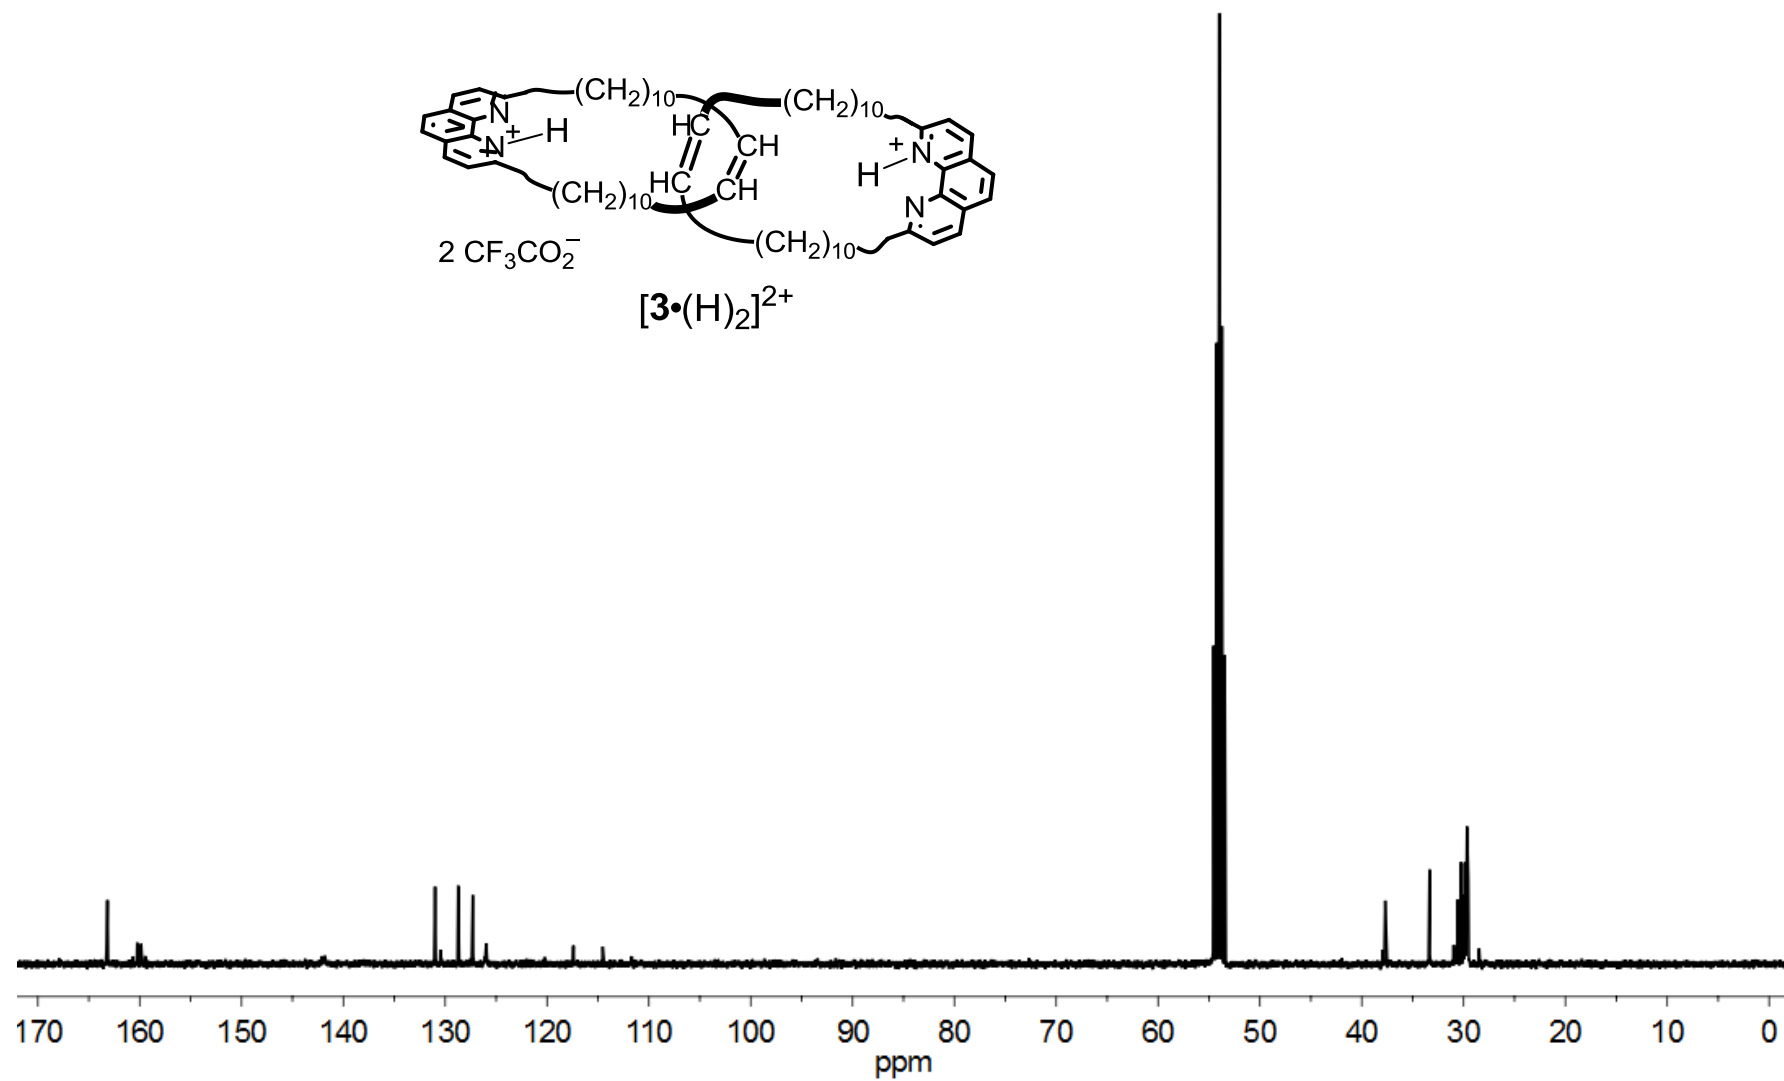 (CH₂)₁₀ (CH₂)₁₀
N HC
N⁺ H CH ⁺N
HC H
(CH₂)₁₀ CH N
2 CF₃CO₂⁻ (CH₂)₁₀
[3•(H)₂]²⁺
170 160 150 140 130 120 110 100 90 80 70 60 50 40 30 20 10 0
ppm